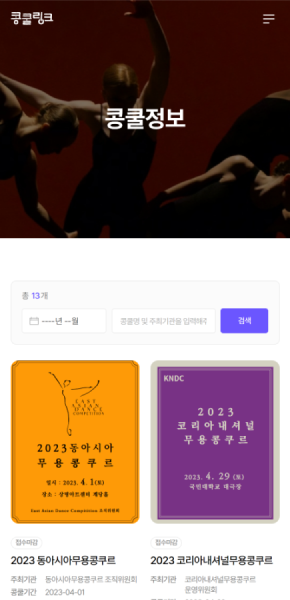 콩쿨링크
콩쿨정보
총 13개
----년 --월
콩쿨명 및 주최기관을 입력해주
검색
EAST
ASIAN
DANCE
COMPETITION
2023동아시아
무용콩쿠르
일시 : 2023. 4. 1(토)
장소 : 상명아트센터 계당홀
East Asian Dance Competition 조직위원회
KNDC
2023
코리아내셔널
무용콩쿠르
2023. 4. 29 (토)
국민대학교 대극장
접수마감
2023 동아시아무용콩쿠르
주최기관 동아시아무용콩쿠르 조직위원회
콩쿨기간 2023-04-01
접수마감
2023 코리아내셔널무용콩쿠르
주최기관 코리아내셔널무용콩쿠르
운영위원회